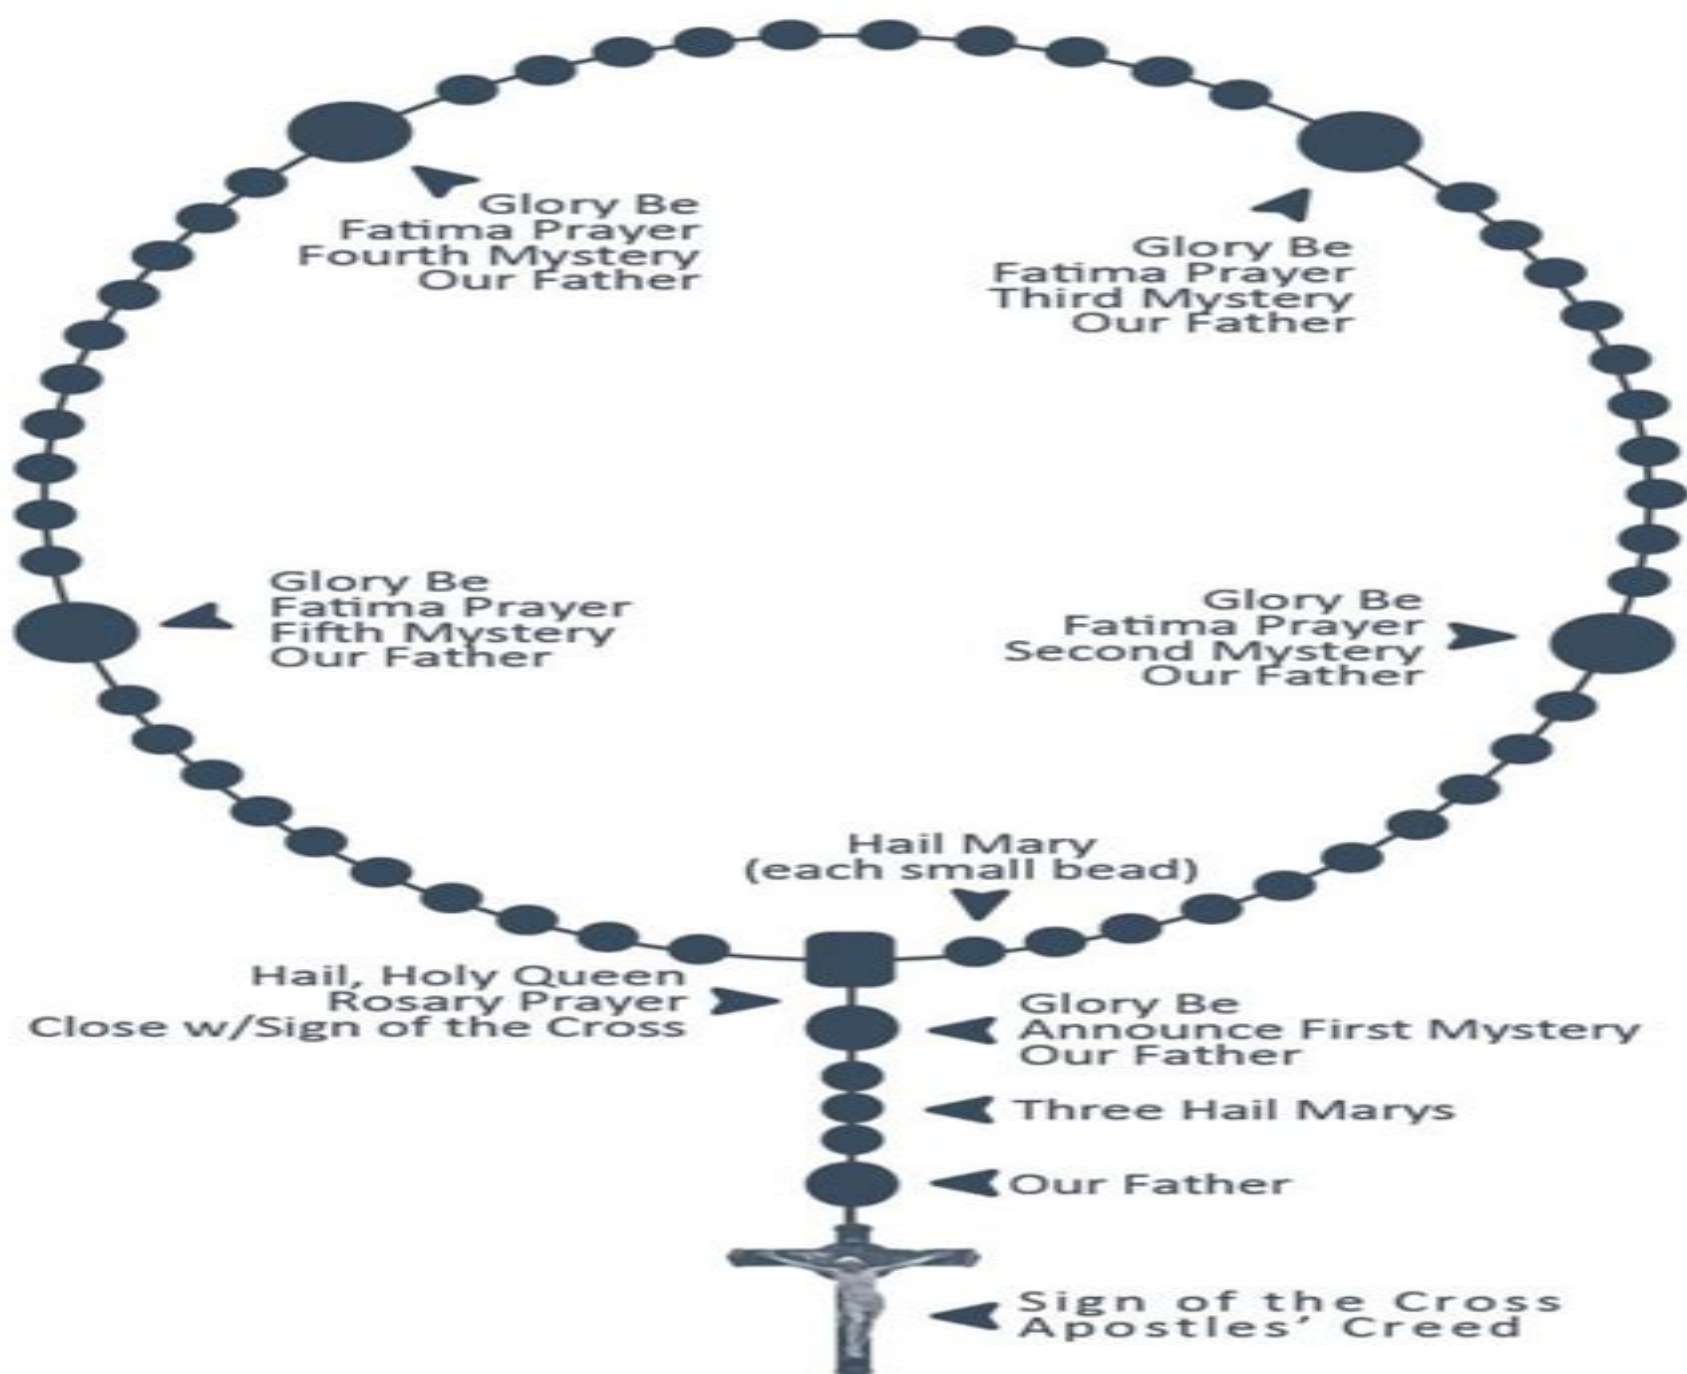 Glory Be
Fatima Prayer
Fourth Mystery
Our Father
Glory Be
Fatima Prayer
Third Mystery
Our Father
Glory Be
Fatima Prayer
Fifth Mystery
Our Father
Glory Be
Fatima Prayer
Second Mystery
Our Father
Hail Mary
(each small bead)
Hail, Holy Queen
Rosary Prayer
Close w/Sign of the Cross
Glory Be
Announce First Mystery
Our Father
Three Hail Marys
Our Father
Sign of the Cross
Apostles’ Creed